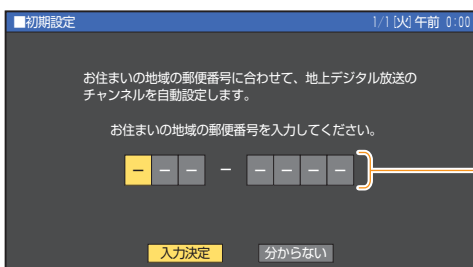 ■初期設定 1/1[火]午前 0:00
お住まいの地域の郵便番号に合わせて、地上デジタル放送の
チャンネルを自動設定します。
お住まいの地域の郵便番号を入力してください。
－－－ － －－－－
入力決定 分からない